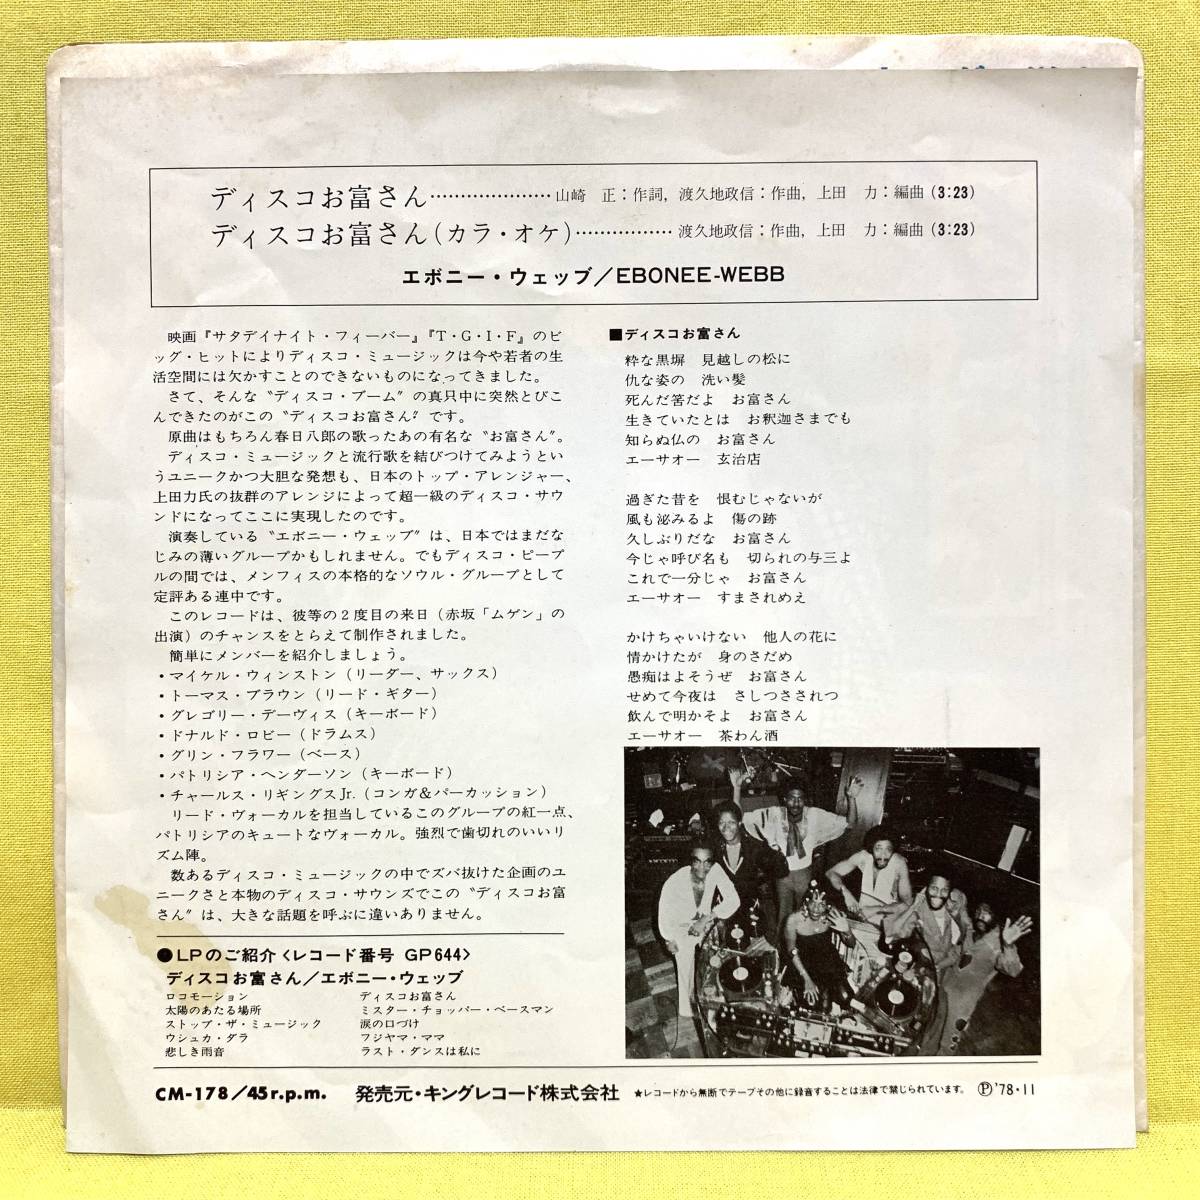 ディスコお富さん…………………山崎　正：作詞，渡久地政信：作曲，上田　力：編曲（3：23）
ディスコお富さん（カラ・オケ）……………渡久地政信：作曲，上田　力：編曲（3：23）
エボニー・ウェッブ／EBONEE-WEBB
映画『サタデイナイト・フィーバー』『T・G・I・F』のビ
ッグ・ヒットによりディスコ・ミュージックは今や若者の生
活空間には欠かすことのできないものになってきました。
さて、そんな〝ディスコ・ブーム〟の真只中に突然とびこ
んできたのがこの〝ディスコお富さん〟です。
原曲はもちろん春日八郎の歌ったあの有名な〝お富さん〟。
ディスコ・ミュージックと流行歌を結びつけてみようとい
うユニークかつ大胆な発想も、日本のトップ・アレンジャー、
上田力氏の抜群のアレンジによって超一級のディスコ・サウ
ンドになってここに実現したのです。
演奏している〝エボニー・ウェッブ〟は、日本ではまだな
じみの薄いグループかもしれません。でもディスコ・ピープ
ルの間では、メンフィスの本格的なソウル・グループとして
定評ある連中です。
このレコードは、彼等の２度目の来日（赤坂「ムゲン」の
出演）のチャンスをとらえて制作されました。
簡単にメンバーを紹介しましょう。
・マイケル・ウィンストン（リーダー、サックス）
・トーマス・ブラウン（リード・ギター）
・グレゴリー・デーヴィス（キーボード）
・ドナルド・ロビー（ドラムス）
・グリン・フラワー（ベース）
・パトリシア・ヘンダーソン（キーボード）
・チャールス・リギングスJr.（コンガ＆パーカッション）
リード・ヴォーカルを担当しているこのグループの紅一点、
パトリシアのキュートなヴォーカル。強烈で歯切れのいいリ
ズム陣。
数あるディスコ・ミュージックの中でズバ抜けた企画のユ
ニークさと本物のディスコ・サウンズでこの〝ディスコお富
さん〟は、大きな話題を呼ぶに違いありません。
●LPのご紹介〈レコード番号 GP644〉
ディスコお富さん／エボニー・ウェッブ
ロコモーション
太陽のあたる場所
ストップ・ザ・ミュージック
ウシュカ・ダラ
悲しき雨音
ディスコお富さん
ミスター・チョッパー・ベースマン
涙の口づけ
フジヤマ・ママ
ラスト・ダンスは私に
■ディスコお富さん
粋な黒塀　見越しの松に
仇な姿の　洗い髪
死んだ筈だよ　お富さん
生きていたとは　お釈迦さまでも
知らぬ仏の　お富さん
エーサオー　玄治店
過ぎた昔を　恨むじゃないが
風も泌みるよ　傷の跡
久しぶりだな　お富さん
今じゃ呼び名も　切られの与三よ
これで一分じゃ　お富さん
エーサオー　すまされめえ
かけちゃいけない　他人の花に
情かけたが　身のさだめ
愚痴はよそうぜ　お富さん
せめて今夜は　さしつさされつ
飲んで明かそよ　お富さん
エーサオー　茶わん酒
CM-178／45r.p.m.　発売元・キングレコード株式会社　★レコードから無断でテープその他に録音することは法律で禁じられています。　Ⓟ'78・11